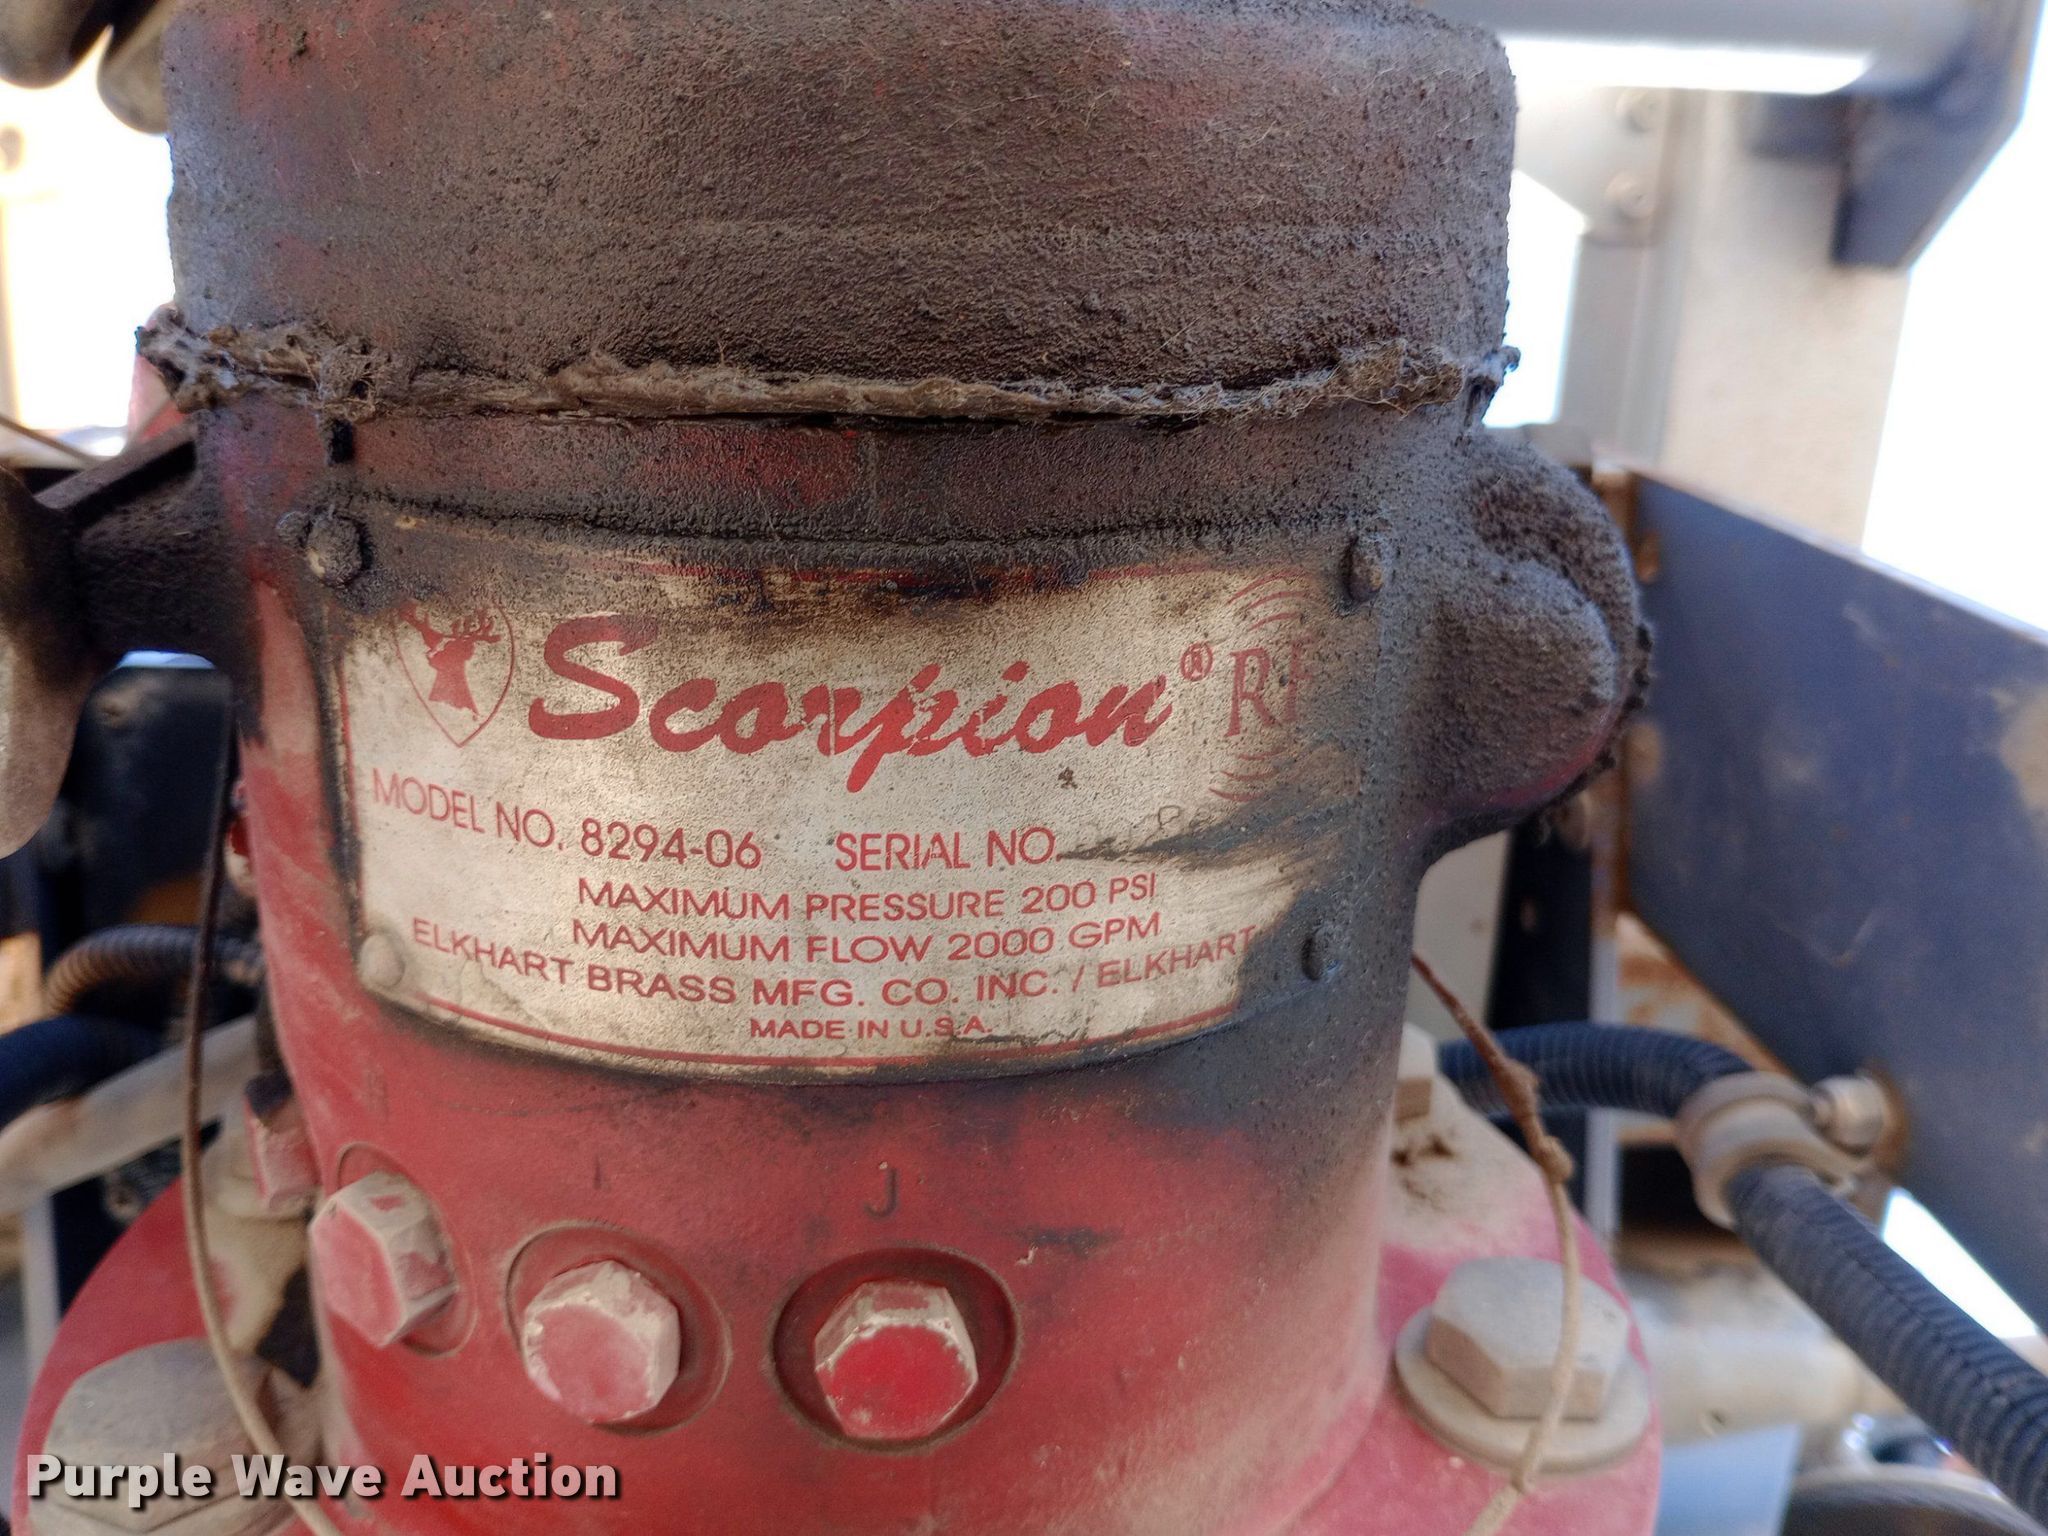 Scorpion® R
MODEL NO. 8294-06 SERIAL NO.
MAXIMUM PRESSURE 200 PSI
MAXIMUM FLOW 2000 GPM
ELKHART BRASS MFG. CO. INC. / ELKHART
MADE IN U.S.A.
J
Purple Wave Auction